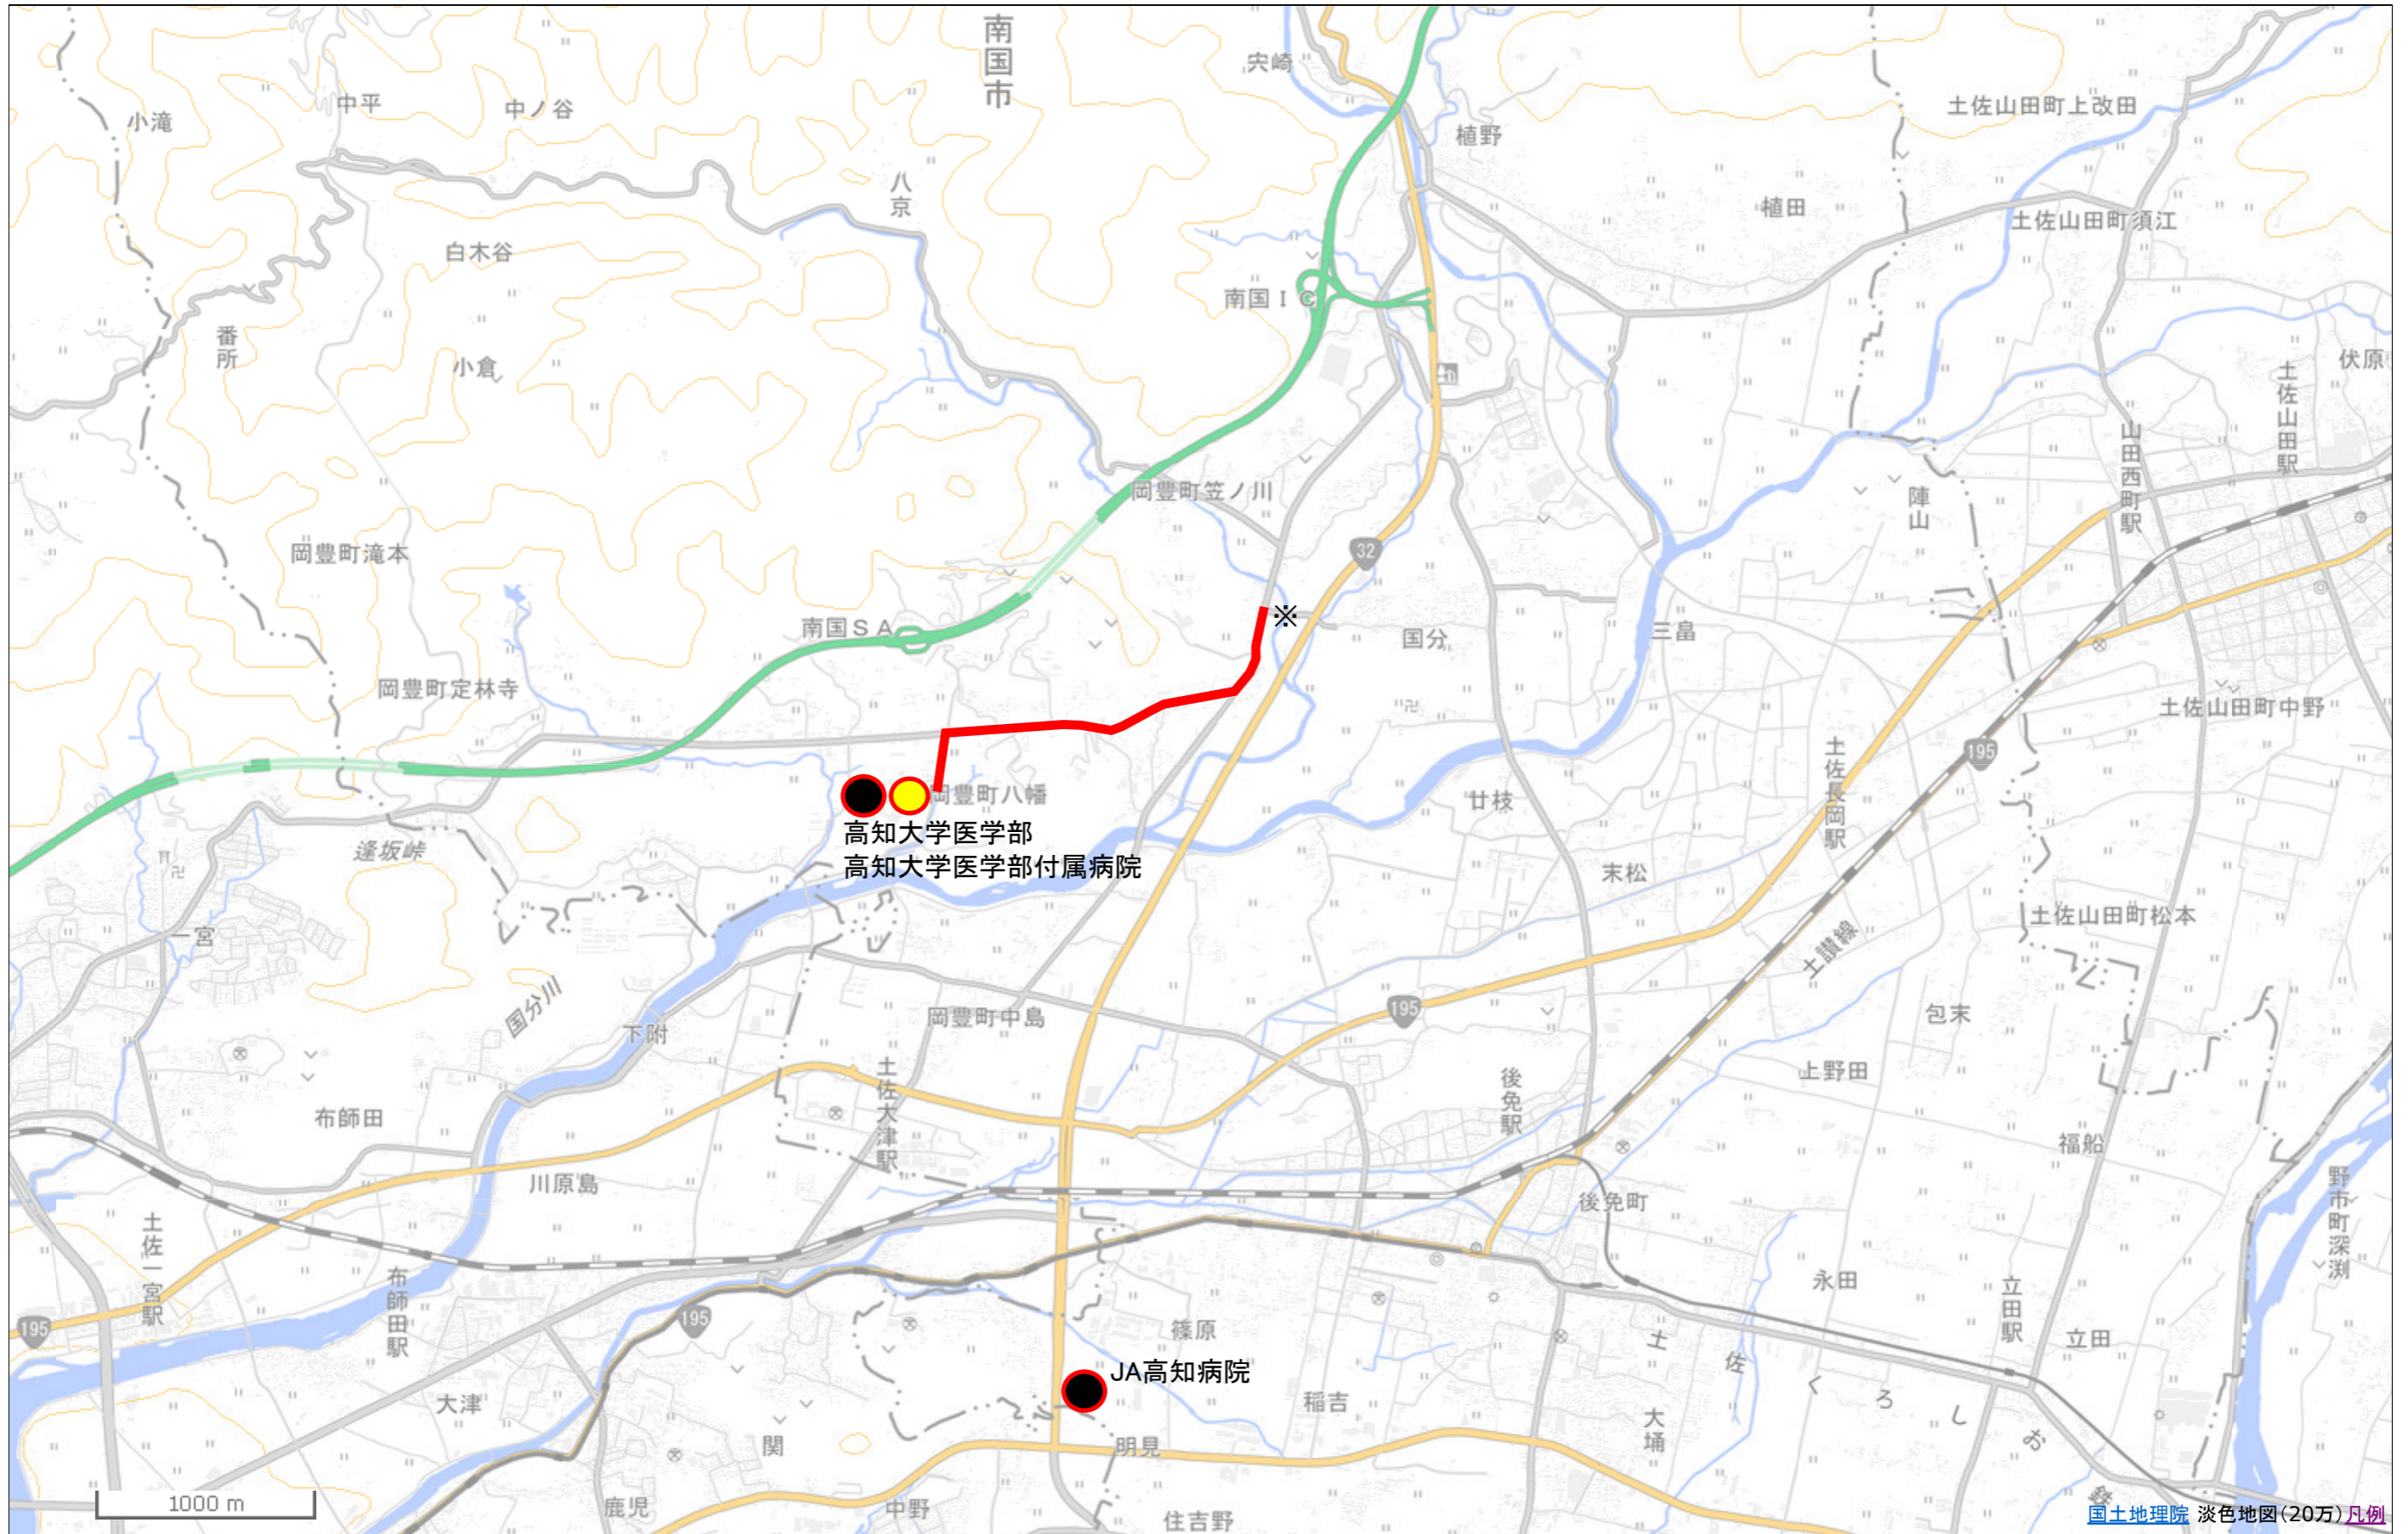 南国市
宍崎
小滝
中平
中ノ谷
植野
土佐山田町上改田
八京
植田
土佐山田町須江
白木谷
南国IC
番所
小倉
伏原
土佐山田駅
山田西町駅
岡豊町笠ノ川
陣山
岡豊町滝本
32
※
南国SA
国分
三畠
岡豊町定林寺
土佐山田町中野
195
土佐長岡駅
岡豊町八幡
廿枝
高知大学医学部
高知大学医学部付属病院
逢坂峠
末松
一宮
土佐山田町松本
土讃線
国分川
下附
岡豊町中島
195
包末
土佐大津駅
後免駅
上野田
布師田
福船
川原島
後免町
野市町深渕
土佐一宮駅
布師田駅
永田
立田駅
195
195
篠原
土佐くろしお鉄
立田
JA高知病院
大津
稲吉
大埇
関
明見
1000 m
鹿児
中野
住吉野
国土地理院 淡色地図(20万)凡例